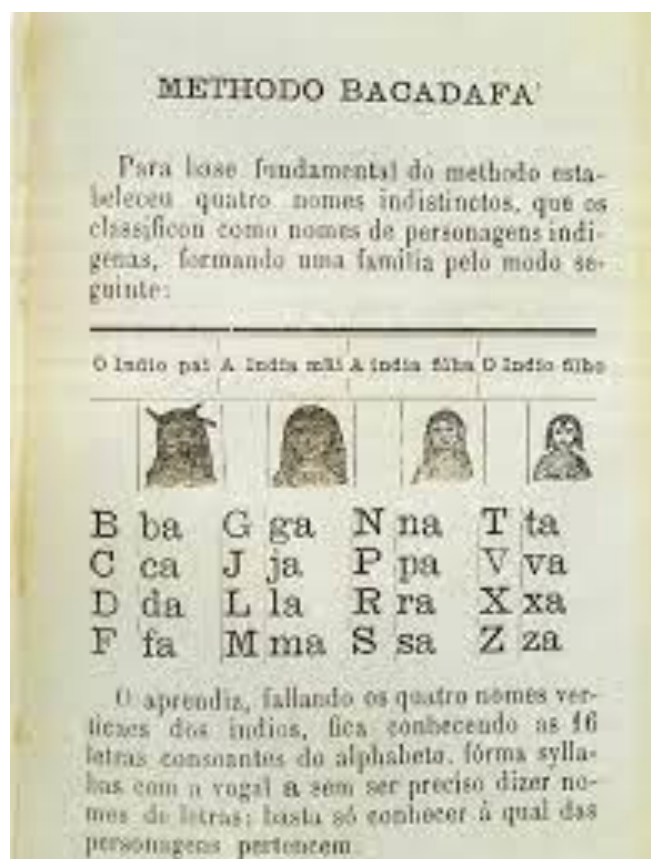 METHODO BACADAFA'
Para base fundamental do methodo esta-
beleceu quatro nomes indistinctos, que os
classificou como nomes de personagens indi-
genas, formando uma familia pelo modo se-
guinte:
O Indio pai A India mãi A india filha O Indio filho
B ba G ga N na T ta
C ca J ja P pa V va
D da L la R ra X xa
F fa M ma S sa Z za
O aprendiz, fallando os quatro nomes ver-
ticaes dos indios, fica conhecendo as 16
letras consoantes do alphabeto, fórma sylla-
bas com a vogal a sem ser preciso dizer no-
mes de letras; basta só conhecer á qual das
personagens pertencem.